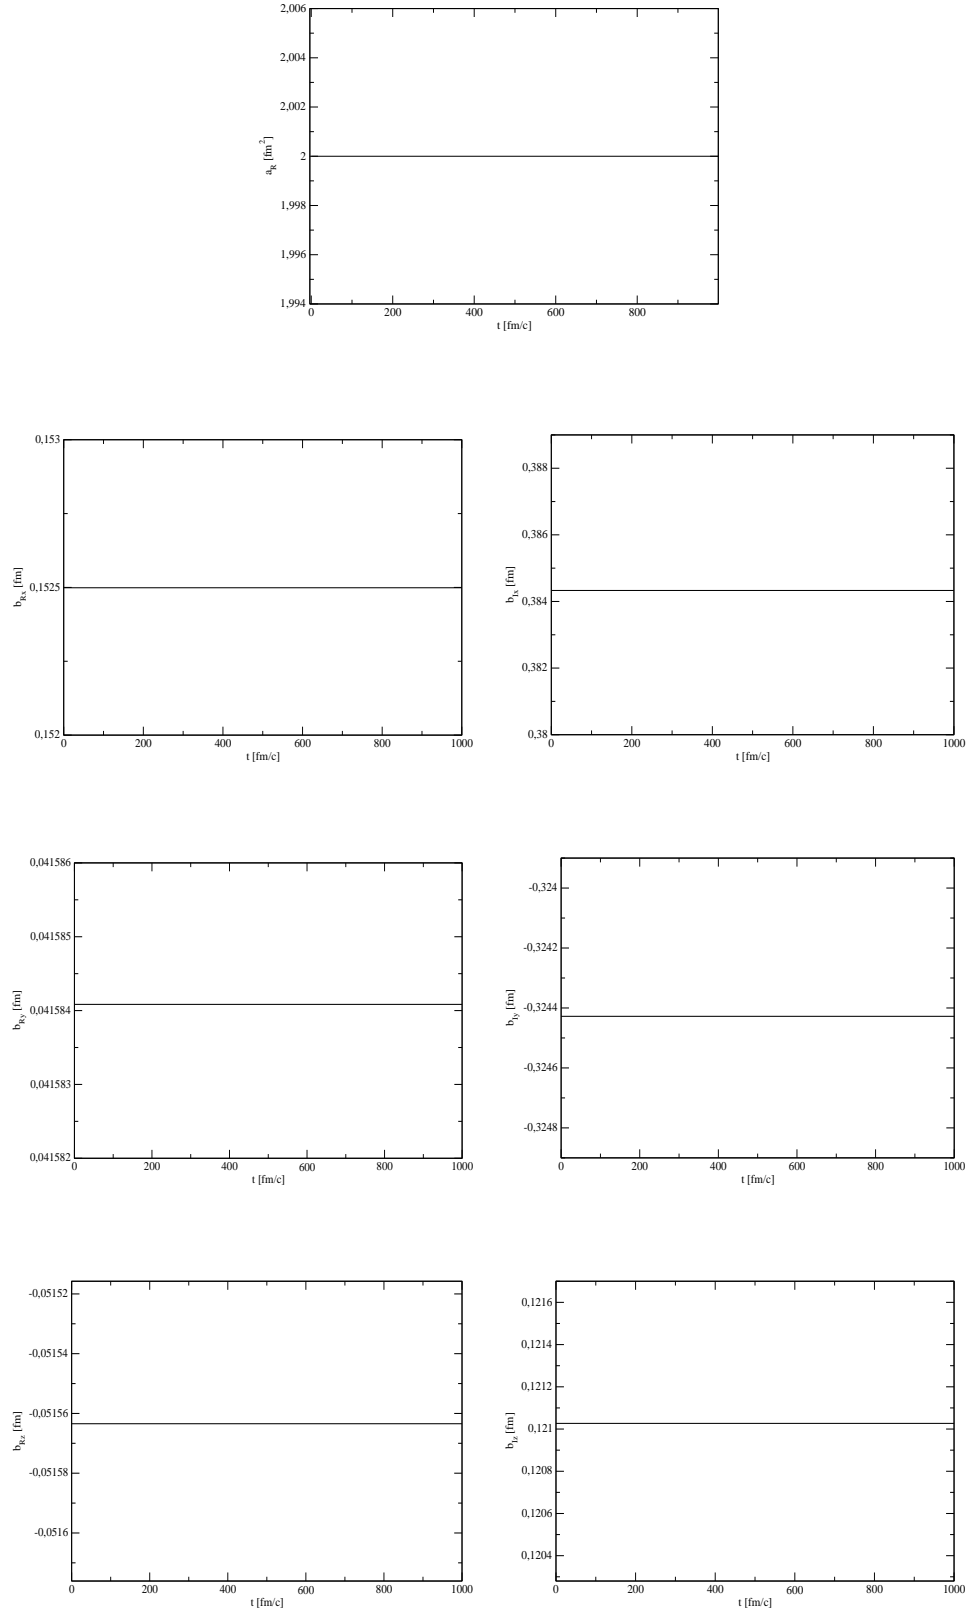 2,006
2,004
2,002
2
1,998
1,996
1,994
a_R [fm^2]
0 200 400 600 800
t [fm/c]
0,153
0,1525
0,152
b_Rx [fm]
0 200 400 600 800 1000
t [fm/c]
0,388
0,386
0,384
0,382
0,38
b_Ix [fm]
0 200 400 600 800 1000
t [fm/c]
0,041586
0,041585
0,041584
0,041583
0,041582
b_Ry [fm]
0 200 400 600 800 1000
t [fm/c]
-0,324
-0,3242
-0,3244
-0,3246
-0,3248
b_Iy [fm]
0 200 400 600 800 1000
t [fm/c]
-0,05152
-0,05154
-0,05156
-0,05158
-0,0516
b_Rz [fm]
0 200 400 600 800 1000
t [fm/c]
0,1216
0,1214
0,1212
0,121
0,1208
0,1206
0,1204
b_Iz [fm]
0 200 400 600 800 1000
t [fm/c]